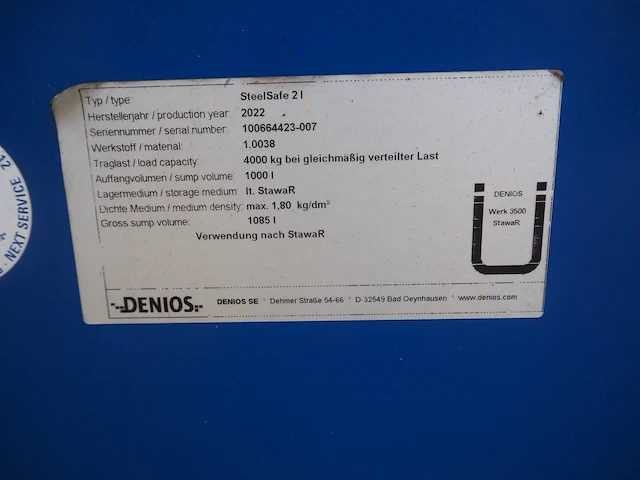 Typ / type: SteelSafe 2 I
Herstellerjahr / production year: 2022
Seriennummer / serial number: 100664423-007
Werkstoff / material: 1.0038
Traglast / load capacity: 4000 kg bei gleichmäßig verteilter Last
Auffangvolumen / sump volume: 1000 l
Lagermedium / storage medium: lt. StawaR
Dichte Medium / medium density: max. 1,80 kg/dm³
Gross sump volume: 1085 l
Verwendung nach StawaR
DENIOS
Werk 3500
StawaR
DENIOS
DENIOS SE * Dehmer Straße 54-66 * D-32549 Bad Oeynhausen * www.denios.com
NEXT SERVICE